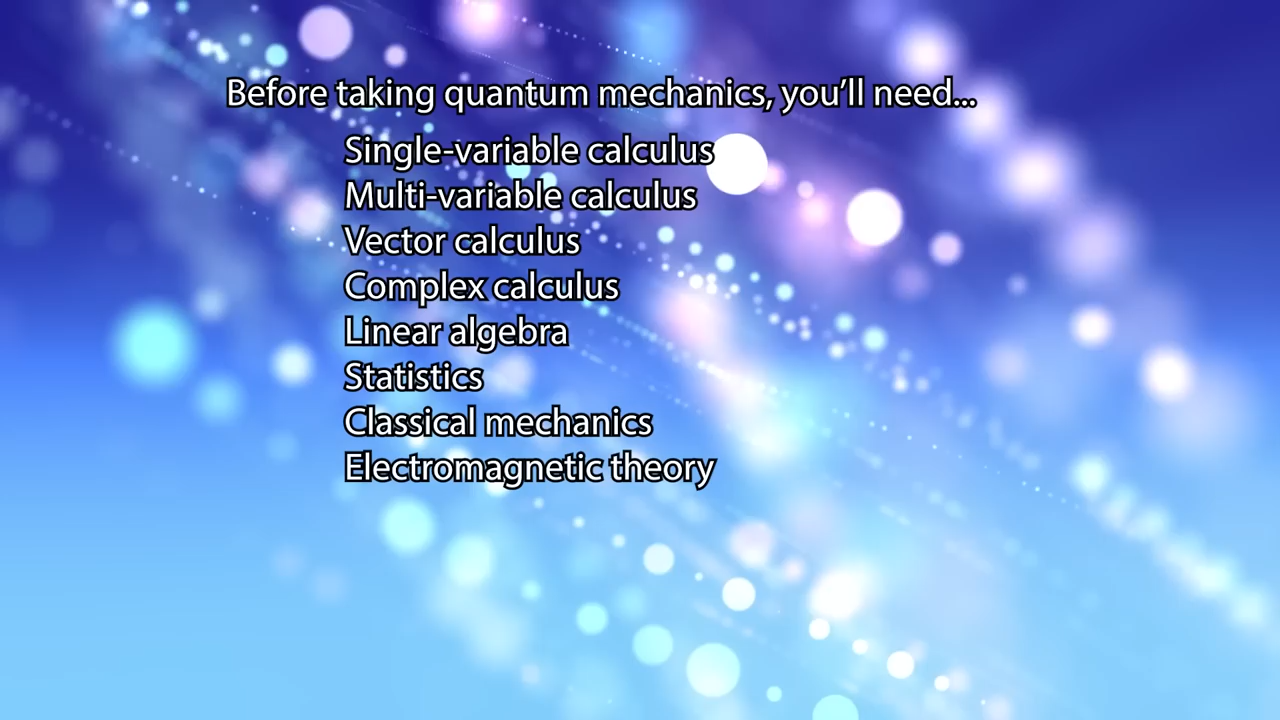 Before taking quantum mechanics, you’ll need...
Single-variable calculus
Multi-variable calculus
Vector calculus
Complex calculus
Linear algebra
Statistics
Classical mechanics
Electromagnetic theory